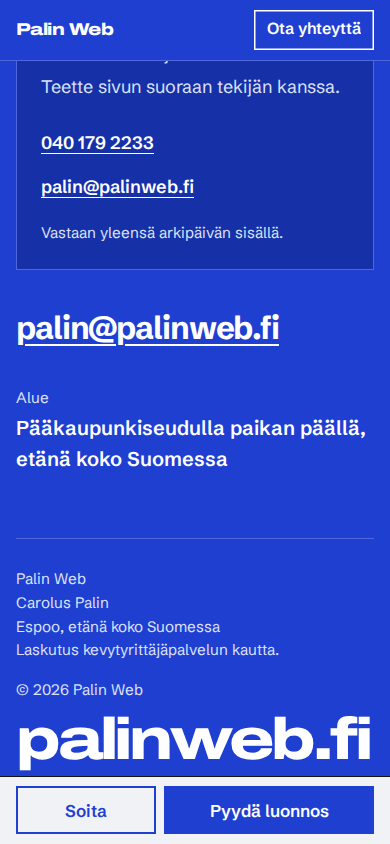 Palin Web
Ota yhteyttä
Teette sivun suoraan tekijän kanssa.
040 179 2233
palin@palinweb.fi
Vastaan yleensä arkipäivän sisällä.
palin@palinweb.fi
Alue
Pääkaupunkiseudulla paikan päällä,
etänä koko Suomessa
Palin Web
Carolus Palin
Espoo, etänä koko Suomessa
Laskutus kevytyrittäjäpalvelun kautta.
© 2026 Palin Web
palinweb.fi
Soita
Pyydä luonnos